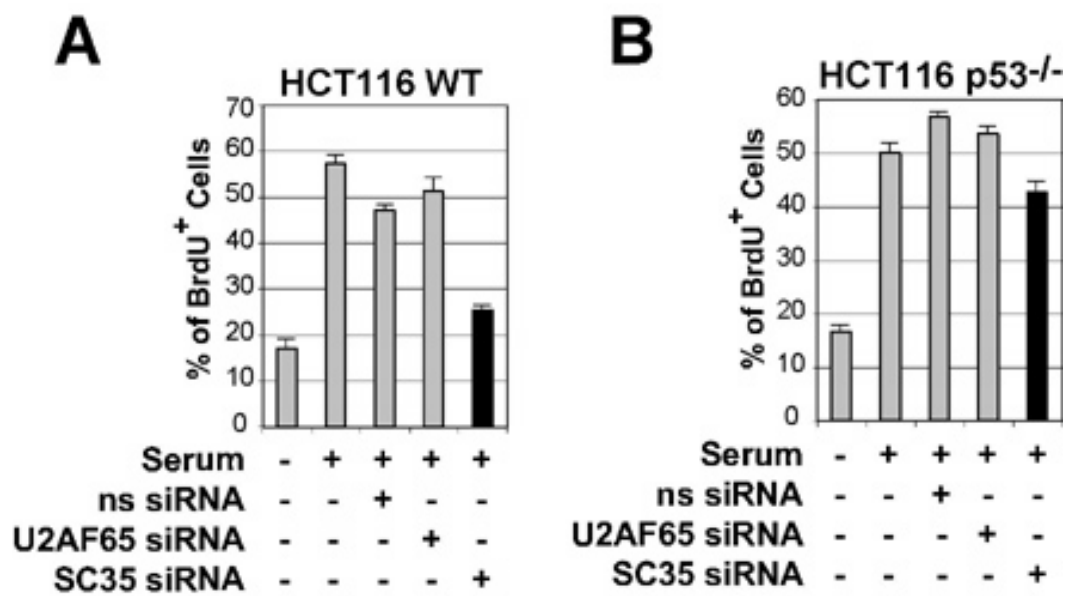 A
HCT116 WT
% of BrdU+ Cells
70
60
50
40
30
20
10
0
Serum - + + + +
ns siRNA - - + - -
U2AF65 siRNA - - - + -
SC35 siRNA - - - - +
B
HCT116 p53-/-
% of BrdU+ Cells
60
50
40
30
20
10
0
Serum - + + + +
ns siRNA - - + - -
U2AF65 siRNA - - - + -
SC35 siRNA - - - - +